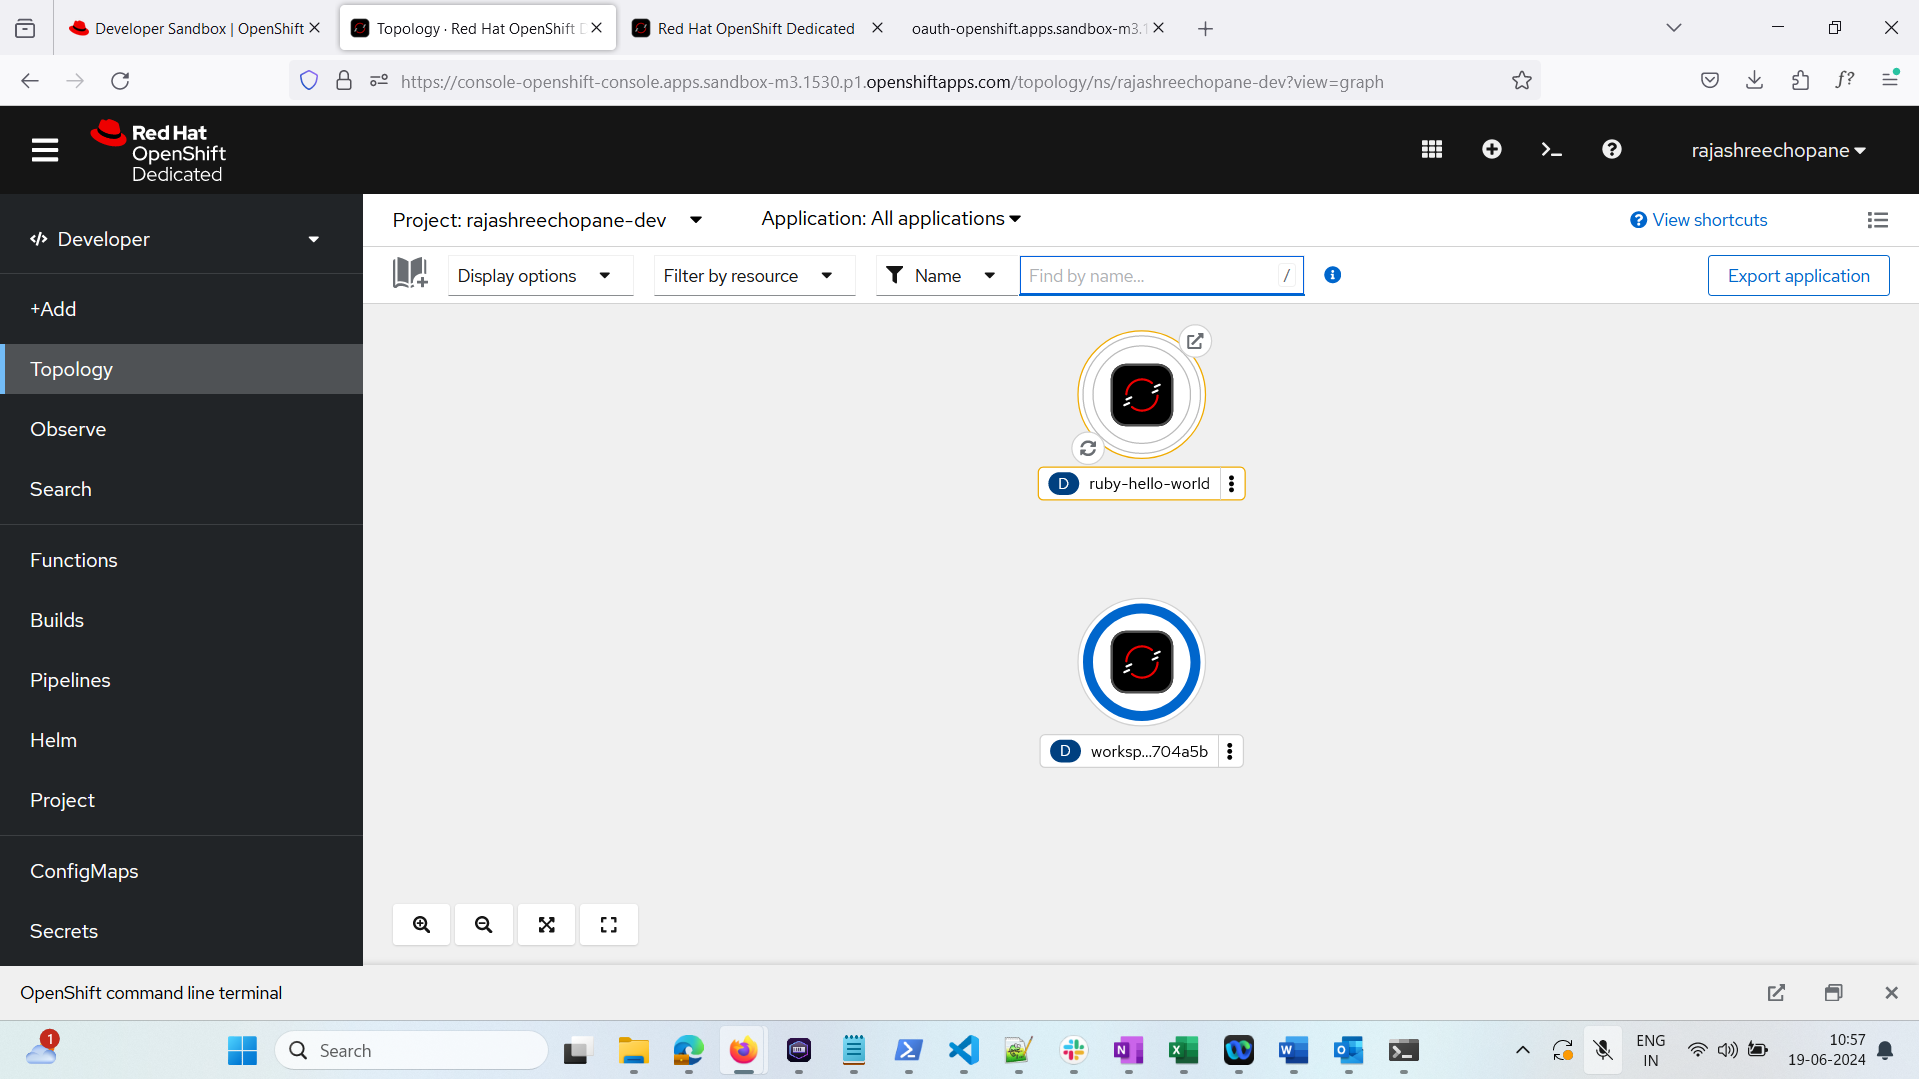 Developer Sandbox | OpenShift
Topology · Red Hat OpenShift D
Red Hat OpenShift Dedicated
oauth-openshift.apps.sandbox-m3.1
https://console-openshift-console.apps.sandbox-m3.1530.p1.openshiftapps.com/topology/ns/rajashreechopane-dev?view=graph
Red Hat
OpenShift
Dedicated
rajashreechopane
Developer
Project: rajashreechopane-dev
Application: All applications
View shortcuts
Display options
Filter by resource
Name
Find by name...
/
Export application
+Add
Topology
Observe
Search
Functions
Builds
Pipelines
Helm
Project
ConfigMaps
Secrets
D ruby-hello-world
D worksp...704a5b
OpenShift command line terminal
1
Search
ENG
IN
10:57
19-06-2024